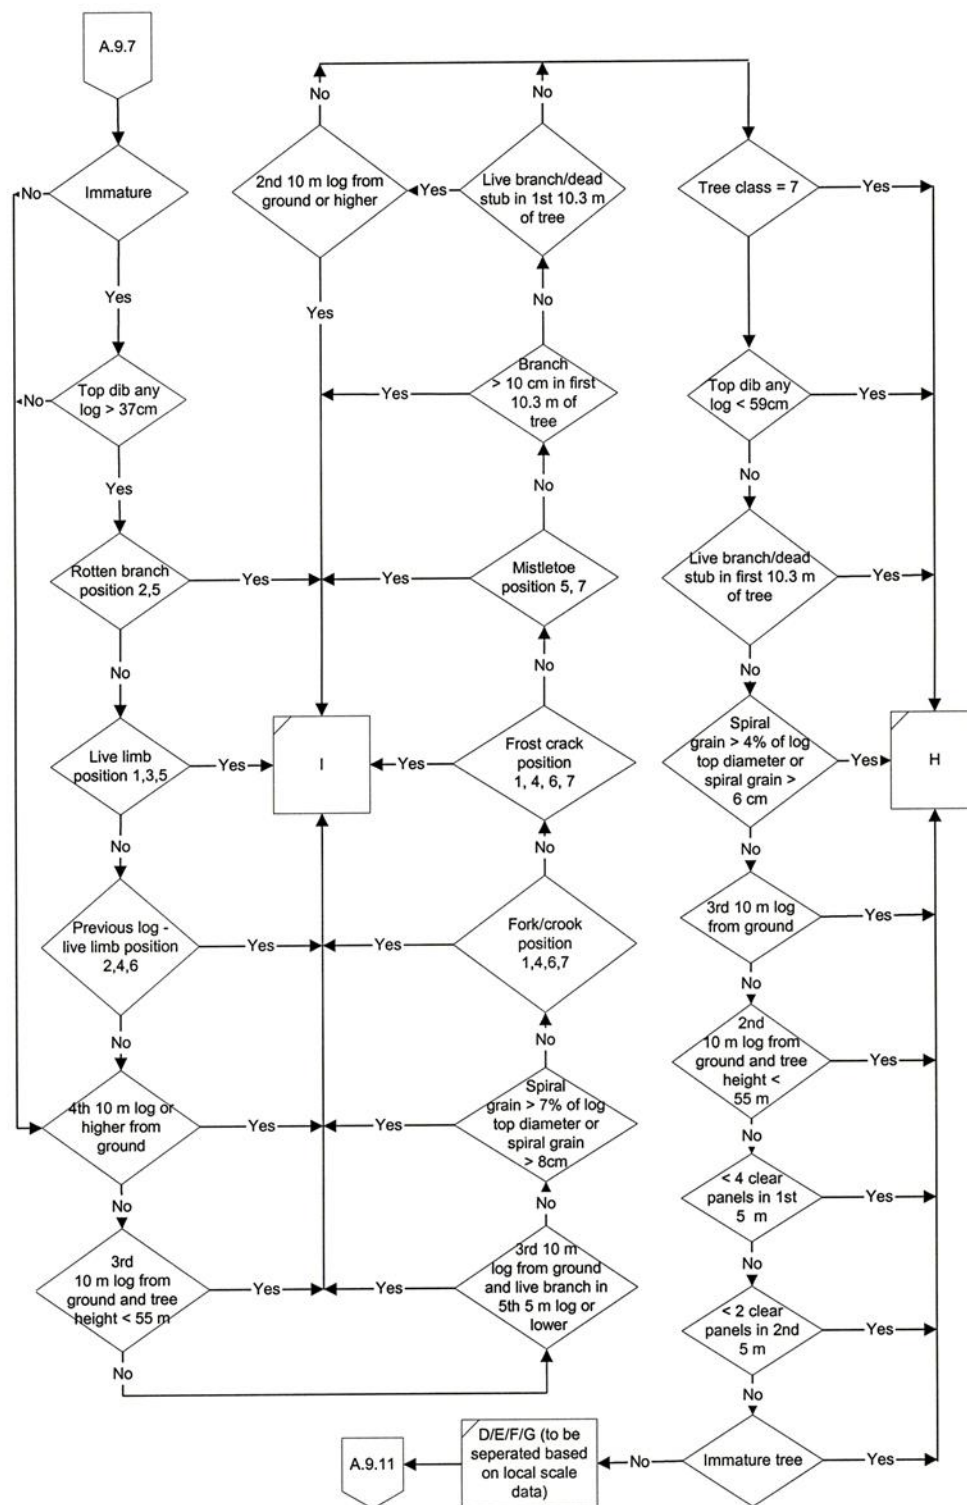 A.9.7
No
Immature
Yes
No
Top dib any
log > 37cm
Yes
Rotten branch
position 2,5
Yes
No
Live limb
position 1,3,5
Yes
No
Previous log -
live limb position
2,4,6
Yes
No
4th 10 m log or
higher from
ground
Yes
No
3rd
10 m log from
ground and tree
height < 55 m
Yes
No
3rd 10 m
log from ground
and live branch in
5th 5 m log or
lower
Yes
No
Spiral
grain > 7% of log
top diameter or
spiral grain
> 8cm
Yes
No
Fork/crook
position
1,4,6,7
Yes
No
Frost crack
position
1, 4, 6, 7
Yes
I
No
Mistletoe
position 5, 7
Yes
No
Branch
> 10 cm in first
10.3 m of
tree
Yes
No
Live branch/dead
stub in 1st 10.3 m
of tree
Yes
No
2nd 10 m log from
ground or higher
No
Yes
Tree class = 7
Yes
Top dib any
log < 59cm
Yes
No
Live branch/dead
stub in first 10.3 m
of tree
Yes
No
Spiral
grain > 4% of log
top diameter or
spiral grain >
6 cm
Yes
H
No
3rd 10 m log
from ground
Yes
No
2nd
10 m log from
ground and tree
height <
55 m
Yes
No
< 4 clear
panels in 1st
5 m
Yes
No
< 2 clear
panels in 2nd
5 m
Yes
No
Immature tree
Yes
No
D/E/F/G (to be
seperated based
on local scale
data)
A.9.11